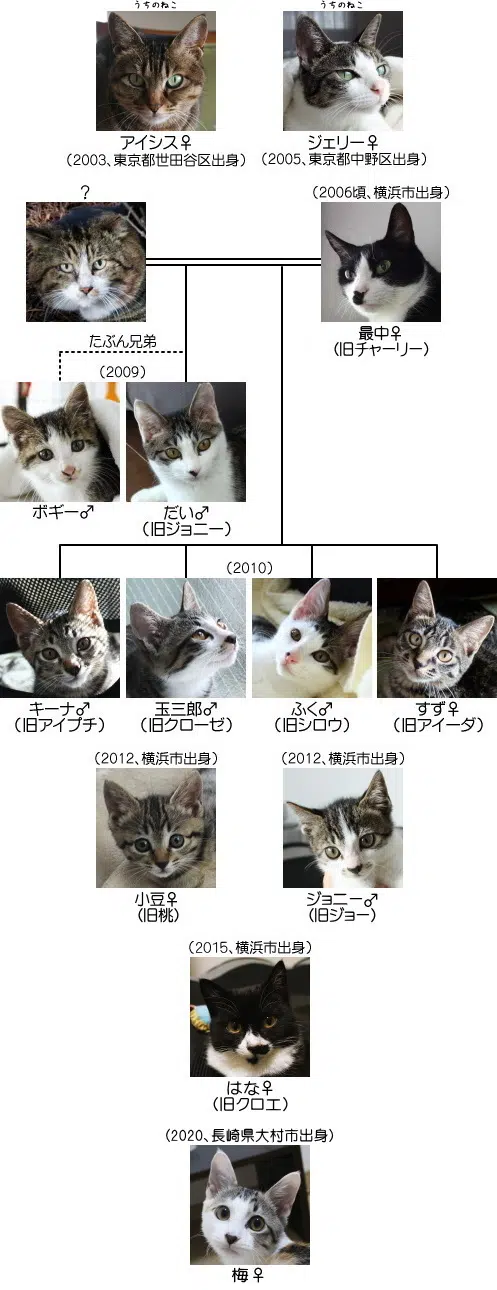 うちのねこ
うちのねこ
アイシス♀
(2003、東京都世田谷区出身)
ジェリー♀
(2005、東京都中野区出身)
?
(2006頃、横浜市出身)
最中♀
(旧チャーリー)
たぶん兄弟
(2009)
ボギー♂
だい♂
(旧ジョニー)
(2010)
キーナ♂
(旧アイプチ)
玉三郎♂
(旧クローゼ)
ふく♂
(旧シロウ)
すず♀
(旧アイーダ)
(2012、横浜市出身)
(2012、横浜市出身)
小豆♀
(旧桃)
ジョニー♂
(旧ジョー)
(2015、横浜市出身)
はな♀
(旧クロエ)
(2020、長崎県大村市出身)
梅♀